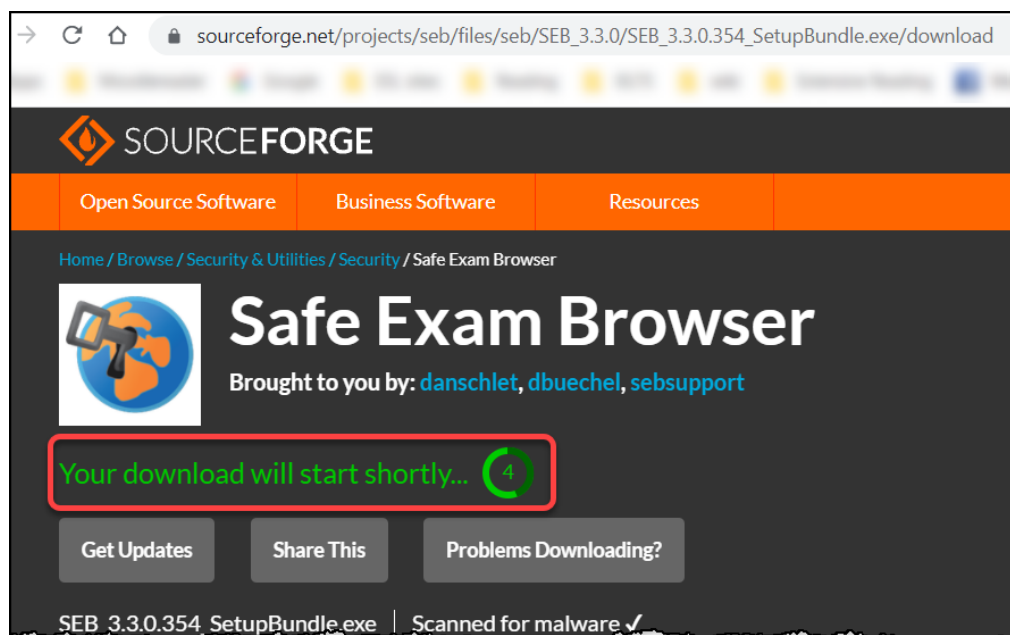 sourceforge.net/projects/seb/files/seb/SEB_3.3.0/SEB_3.3.0.354_SetupBundle.exe/download
SOURCEFORGE
Open Source Software Business Software Resources
Home / Browse / Security & Utilities / Security / Safe Exam Browser
Safe Exam Browser
Brought to you by: danschlet, dbuechel, sebsupport
Your download will start shortly... 4
Get Updates Share This Problems Downloading?
SEB_3.3.0.354_SetupBundle.exe | Scanned for malware ✓